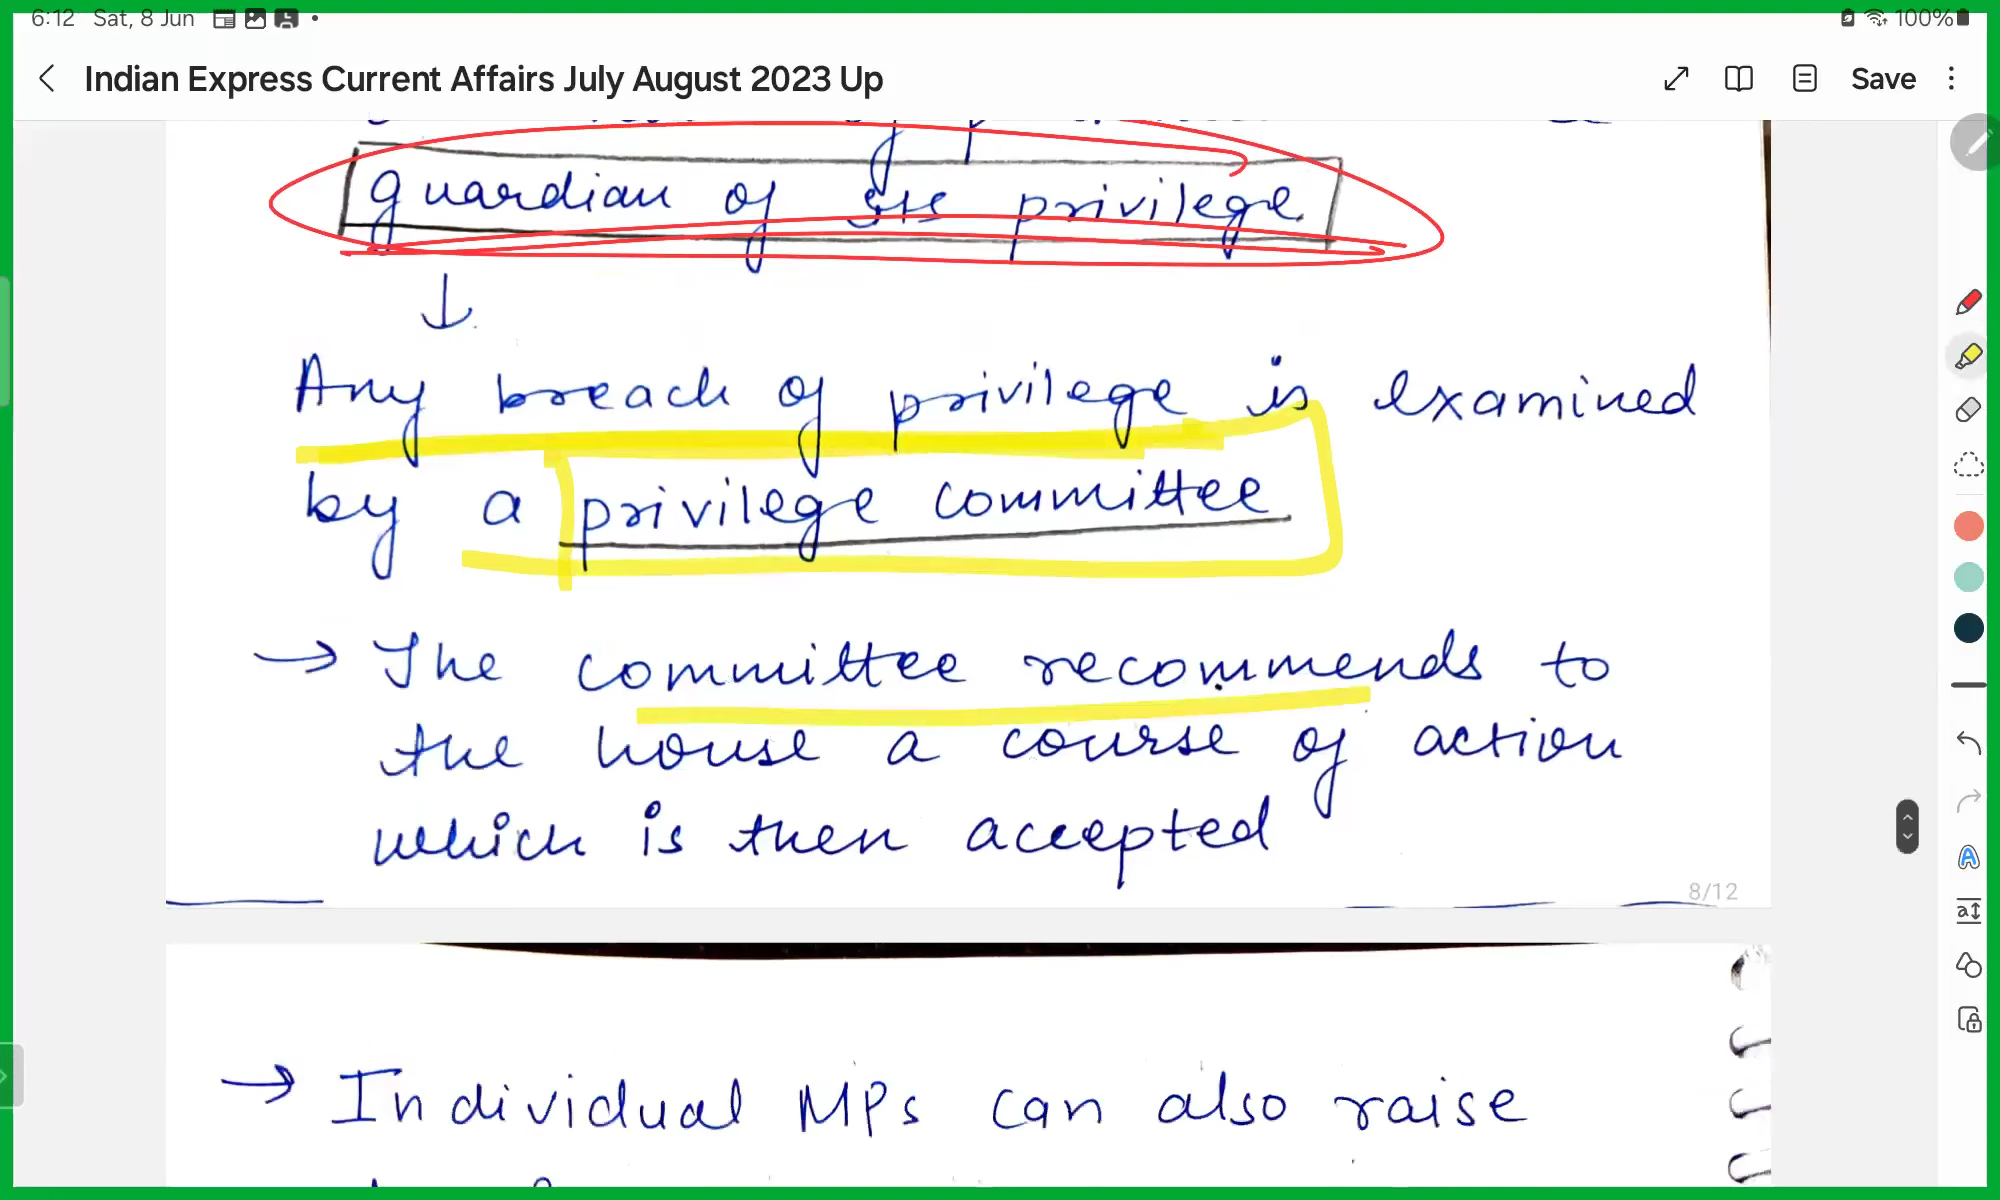 6:12 Sat, 8 Jun
100%
Indian Express Current Affairs July August 2023 Up
Save
guardian of its privilege.
↓
Any breach of privilege is examined
by a privilege committee
→ The committee recommends to
the house a course of action
which is then accepted
8/12
→ Individual MPs can also raise